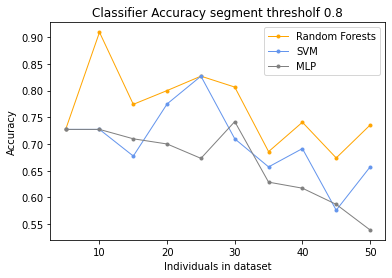 Classifier Accuracy segment thresholf 0.8
Random Forests
SVM
MLP
0.90
0.85
0.80
0.75
0.70
0.65
0.60
0.55
Accuracy
10 20 30 40 50
Individuals in dataset